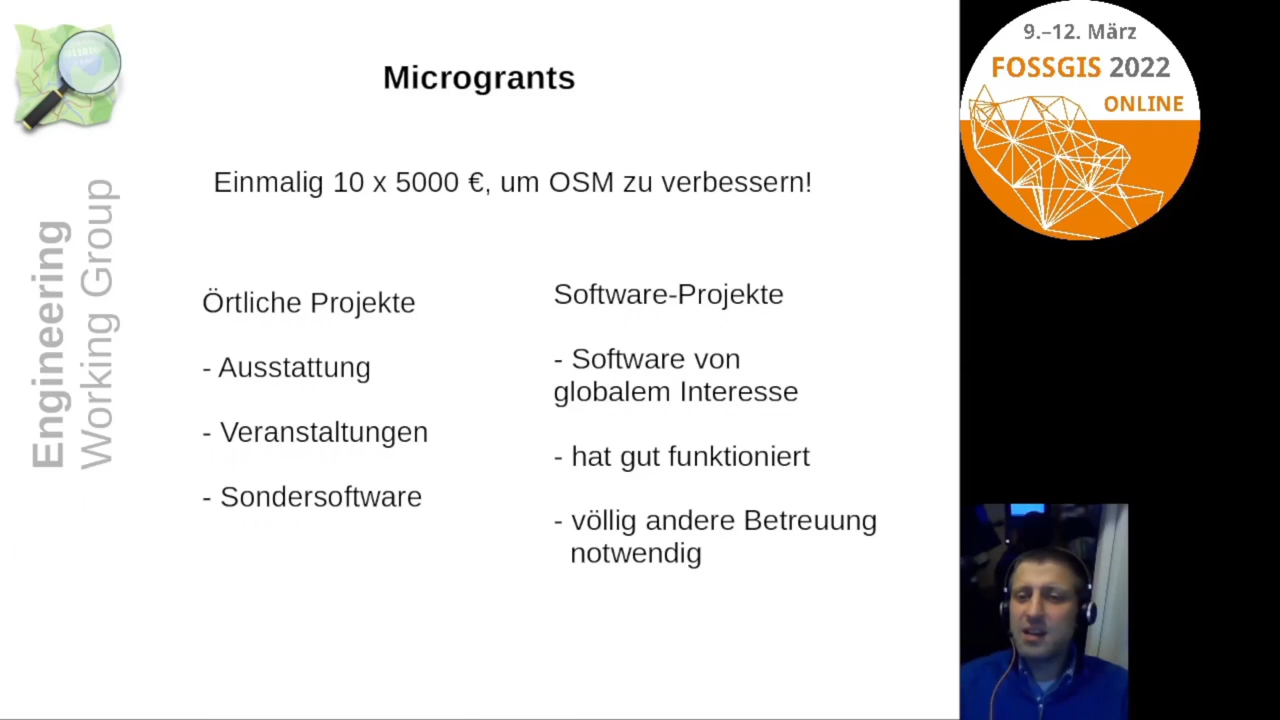 Microgrants
Einmalig 10 x 5000 €, um OSM zu verbessern!
Örtliche Projekte
- Ausstattung
- Veranstaltungen
- Sondersoftware
Software-Projekte
- Software von
globalem Interesse
- hat gut funktioniert
- völlig andere Betreuung
notwendig
Engineering
Working Group
9.–12. März
FOSSGIS 2022
ONLINE